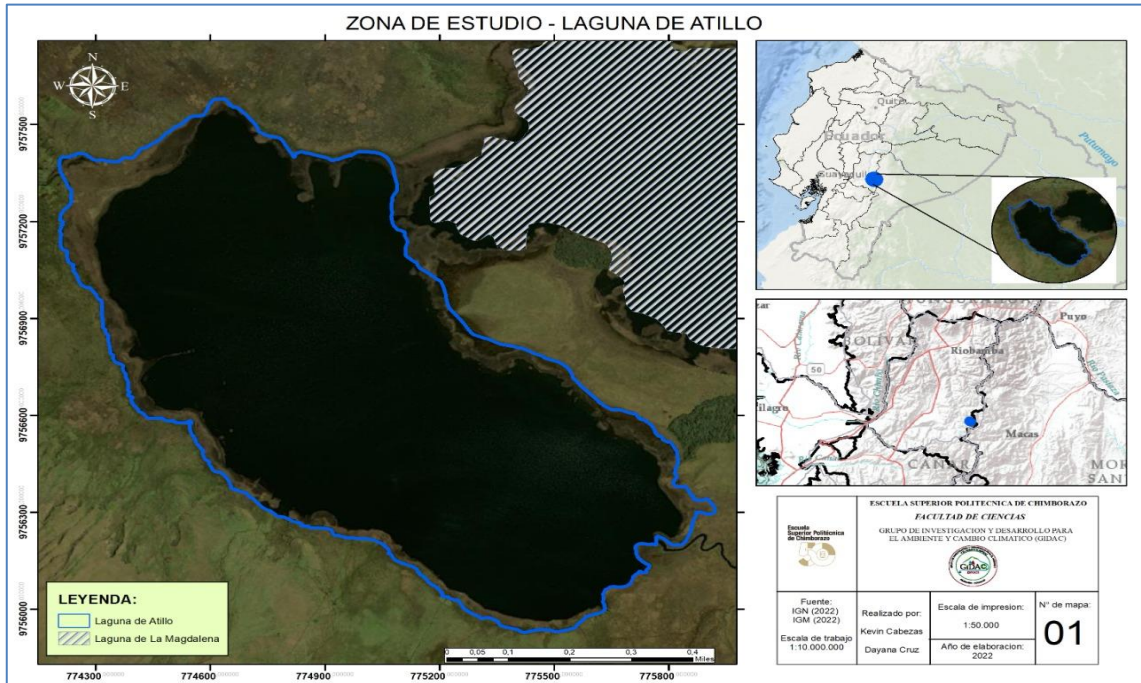 ZONA DE ESTUDIO - LAGUNA DE ATILLO
N
W E
S
9757500
9757200
9756900
9756600
9756300
9756000
774300
774600
774900
775200
775500
775800
LEYENDA:
Laguna de Atillo
Laguna de La Magdalena
0 0,05 0,1 0,2 0,3 0,4
Miles
Quito
Ecuador
Guayaquil
Putumayo
BOLIVAR
Puyo
Riobamba
50
Macas
ESCUELA SUPERIOR POLITECNICA DE CHIMBORAZO
FACULTAD DE CIENCIAS
GRUPO DE INVESTIGACION Y DESARROLLO PARA
EL AMBIENTE Y CAMBIO CLIMATICO (GIDAC)
Escuela
Superior Politécnica
de Chimborazo
GIDAC
Fuente:
IGN (2022)
IGM (2022)
Escala de trabajo
1:10.000.000
Realizado por:
Kevin Cabezas
Dayana Cruz
Escala de impresion:
1:50.000
Año de elaboracion:
2022
N° de mapa:
01